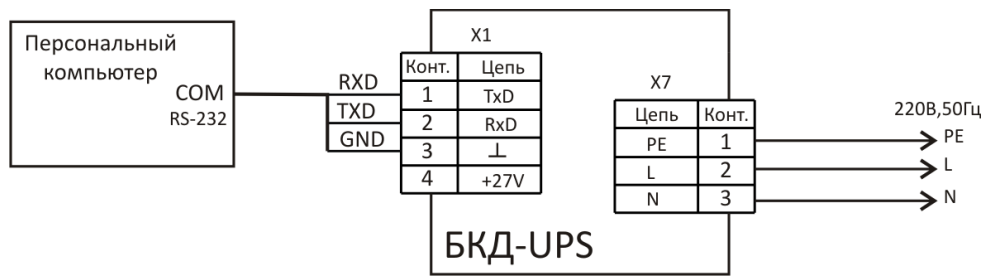 Персональный
компьютер
COM
RS-232
RXD
TXD
GND
X1
Конт. Цепь
1 TxD
2 RxD
3 ⊥
4 +27V
X7
Цепь Конт.
PE 1
L 2
N 3
220В,50Гц
PE
L
N
БКД-UPS